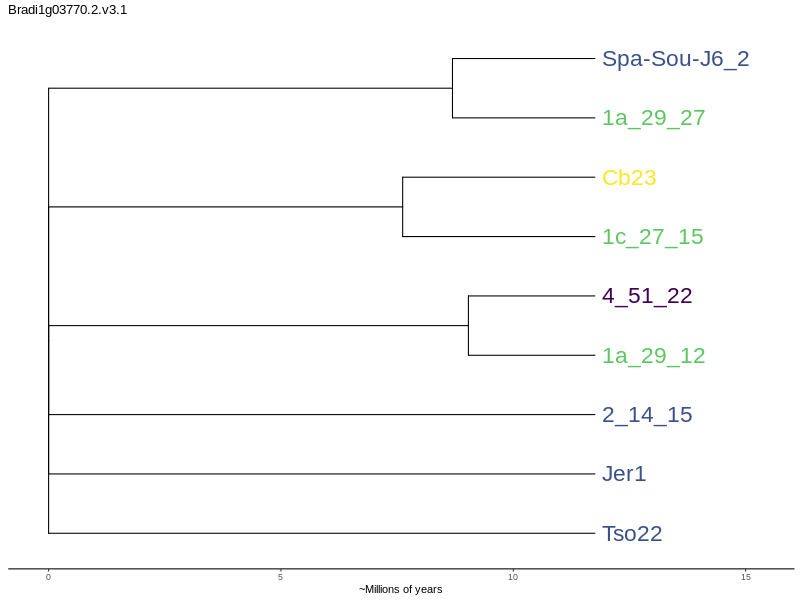 Bradi1g03770.2.v3.1
Spa-Sou-J6_2
1a_29_27
Cb23
1c_27_15
4_51_22
1a_29_12
2_14_15
Jer1
Tso22
0 5 10 15
~Millions of years